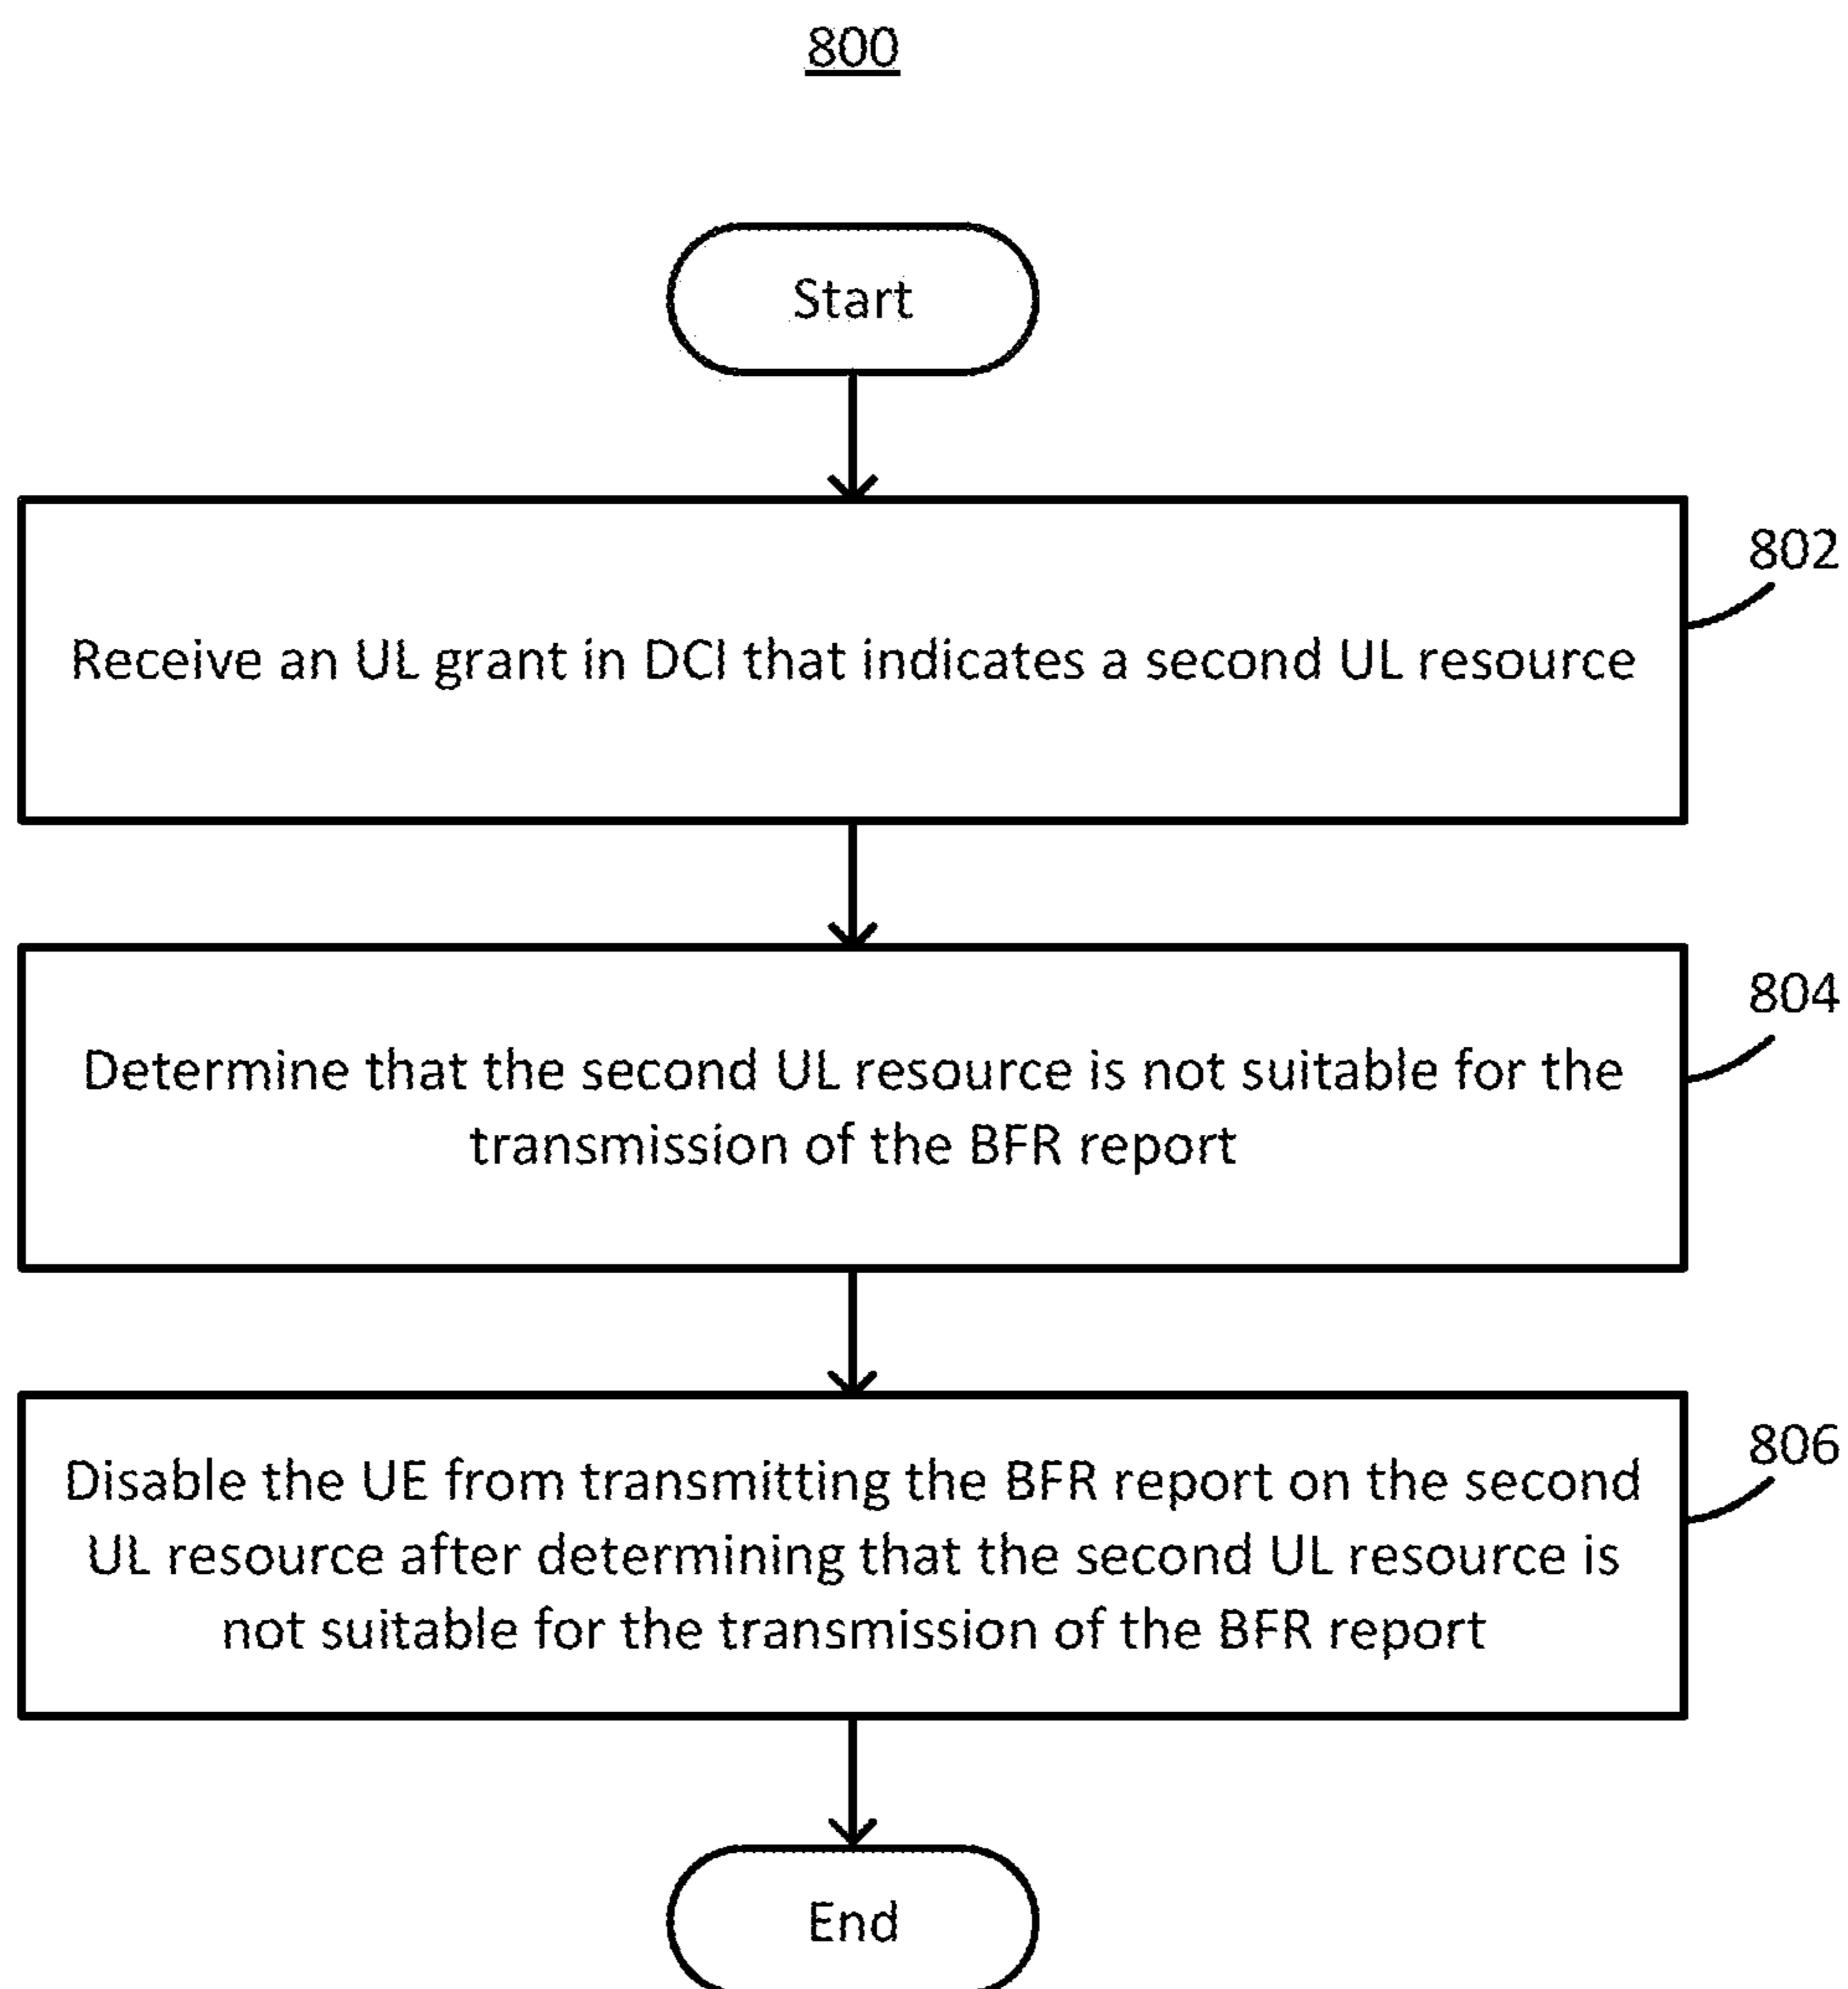 800
Start
802
Receive an UL grant in DCI that indicates a second UL resource
804
Determine that the second UL resource is not suitable for the
transmission of the BFR report
806
Disable the UE from transmitting the BFR report on the second
UL resource after determining that the second UL resource is
not suitable for the transmission of the BFR report
End